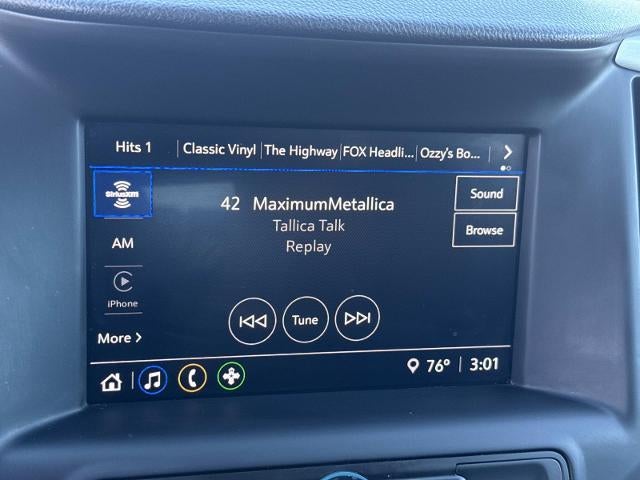 Hits 1 Classic Vinyl The Highway FOX Headli... Ozzy's Bo...
SiriusXM
42 MaximumMetallica
Tallica Talk
Replay
Sound
Browse
AM
iPhone
Tune
More
76° 3:01